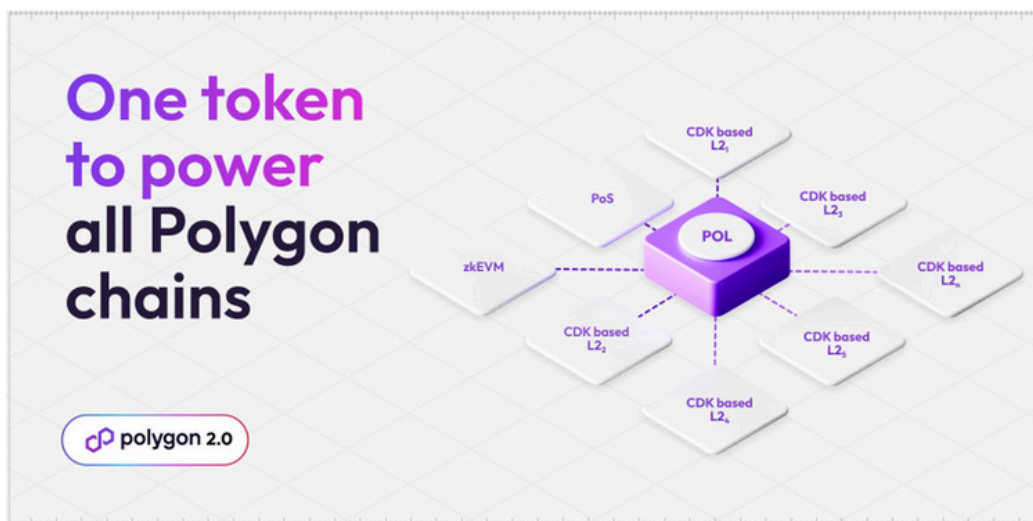 One token
to power
all Polygon
chains
polygon 2.0
CDK based
L2₁
PoS
CDK based
L2₃
POL
zkEVM
CDK based
L2ₙ
CDK based
L2₂
CDK based
L2₅
CDK based
L2₄